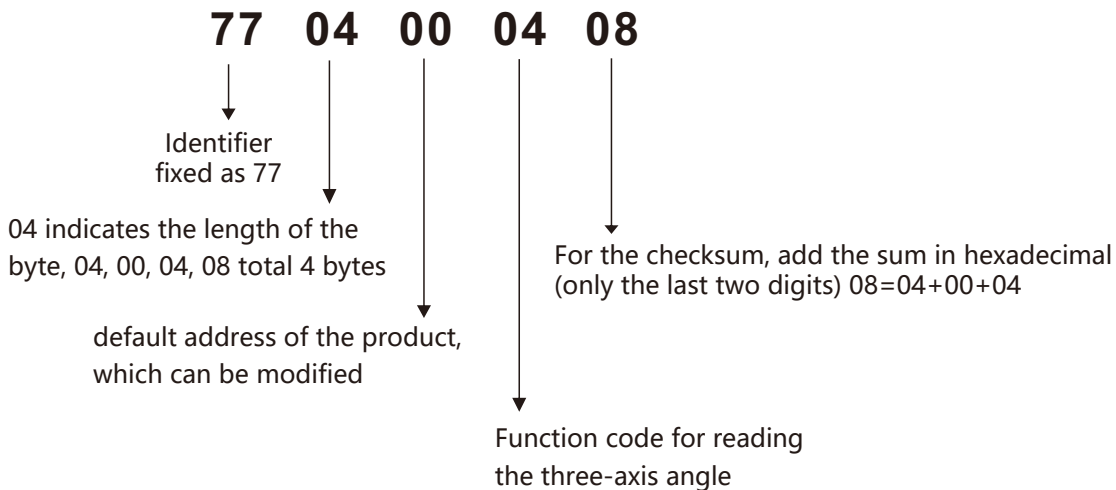 77 04 00 04 08
Identifier
fixed as 77
04 indicates the length of the
byte, 04, 00, 04, 08 total 4 bytes
For the checksum, add the sum in hexadecimal
(only the last two digits) 08=04+00+04
default address of the product,
which can be modified
Function code for reading
the three-axis angle